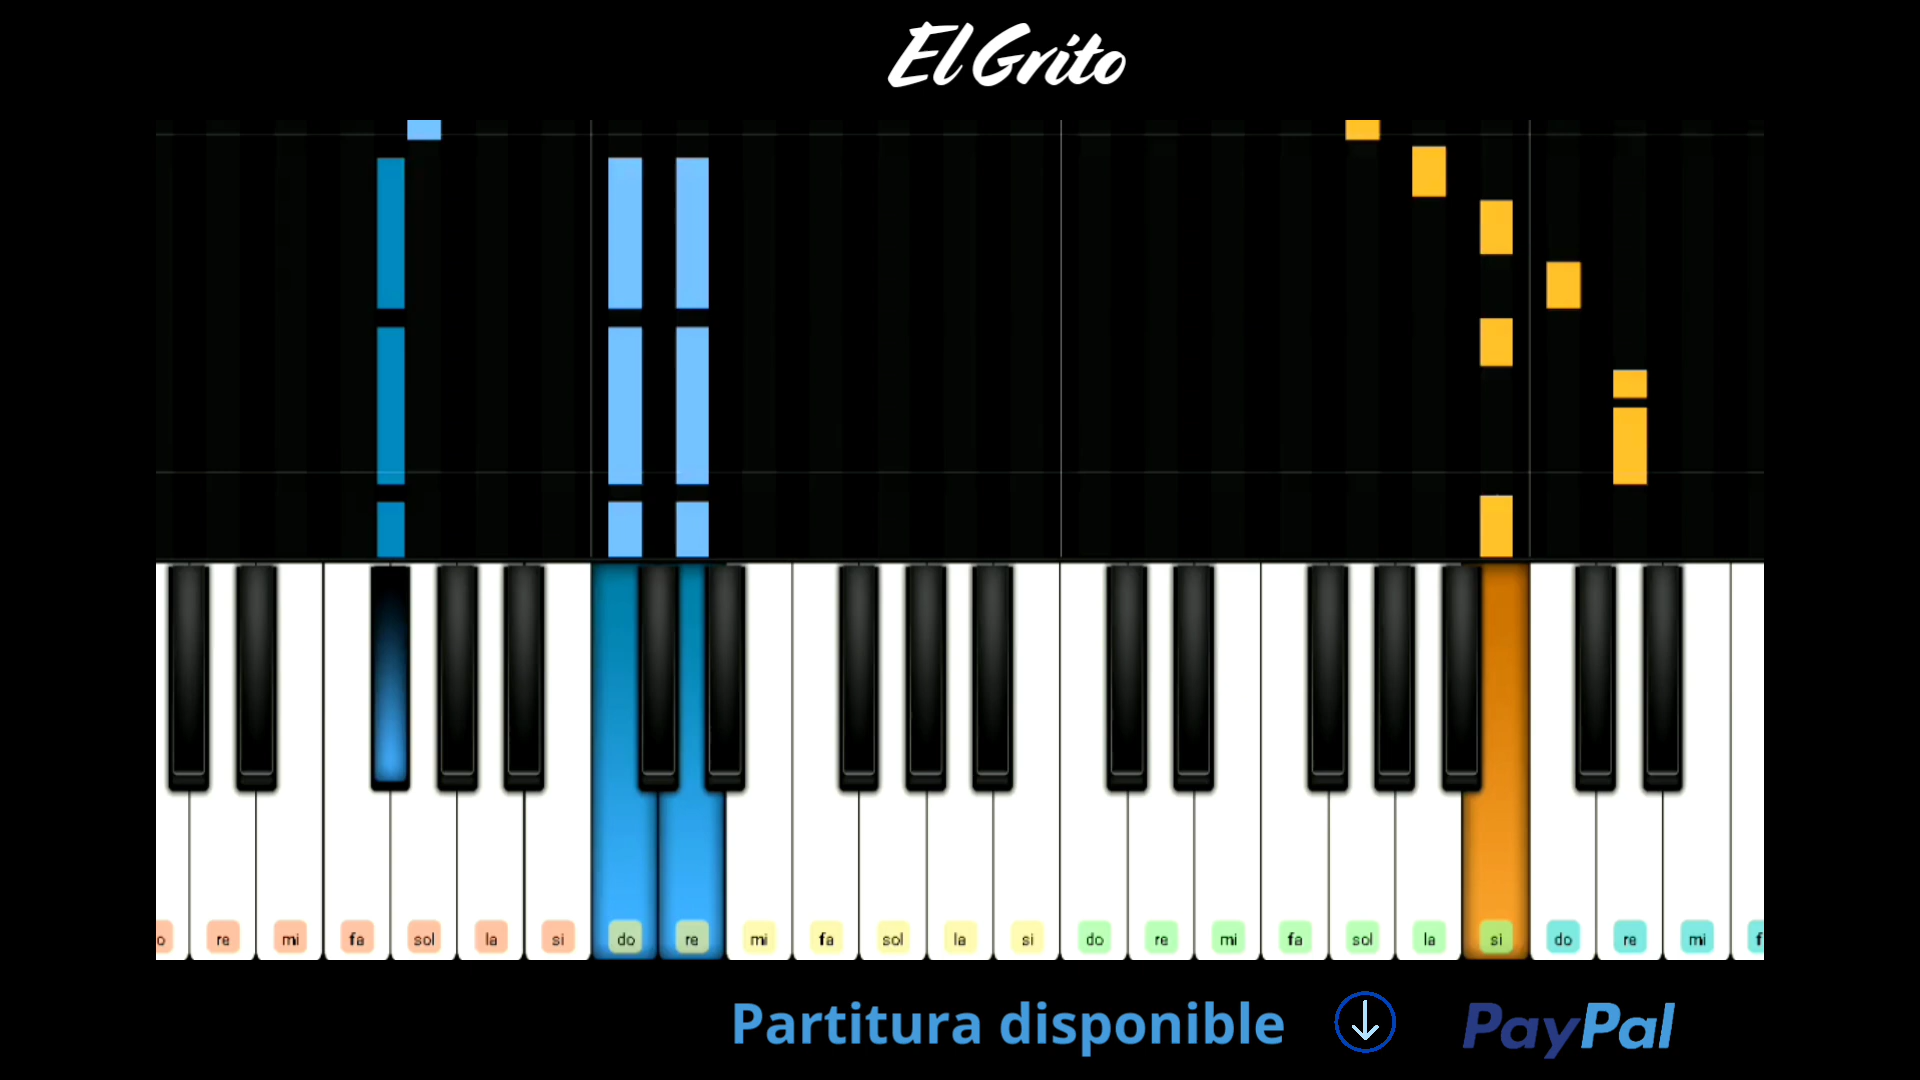 El Grito
o re mi fa sol la si do re mi fa sol la si do re mi fa sol la si do re mi f
Partitura disponible PayPal